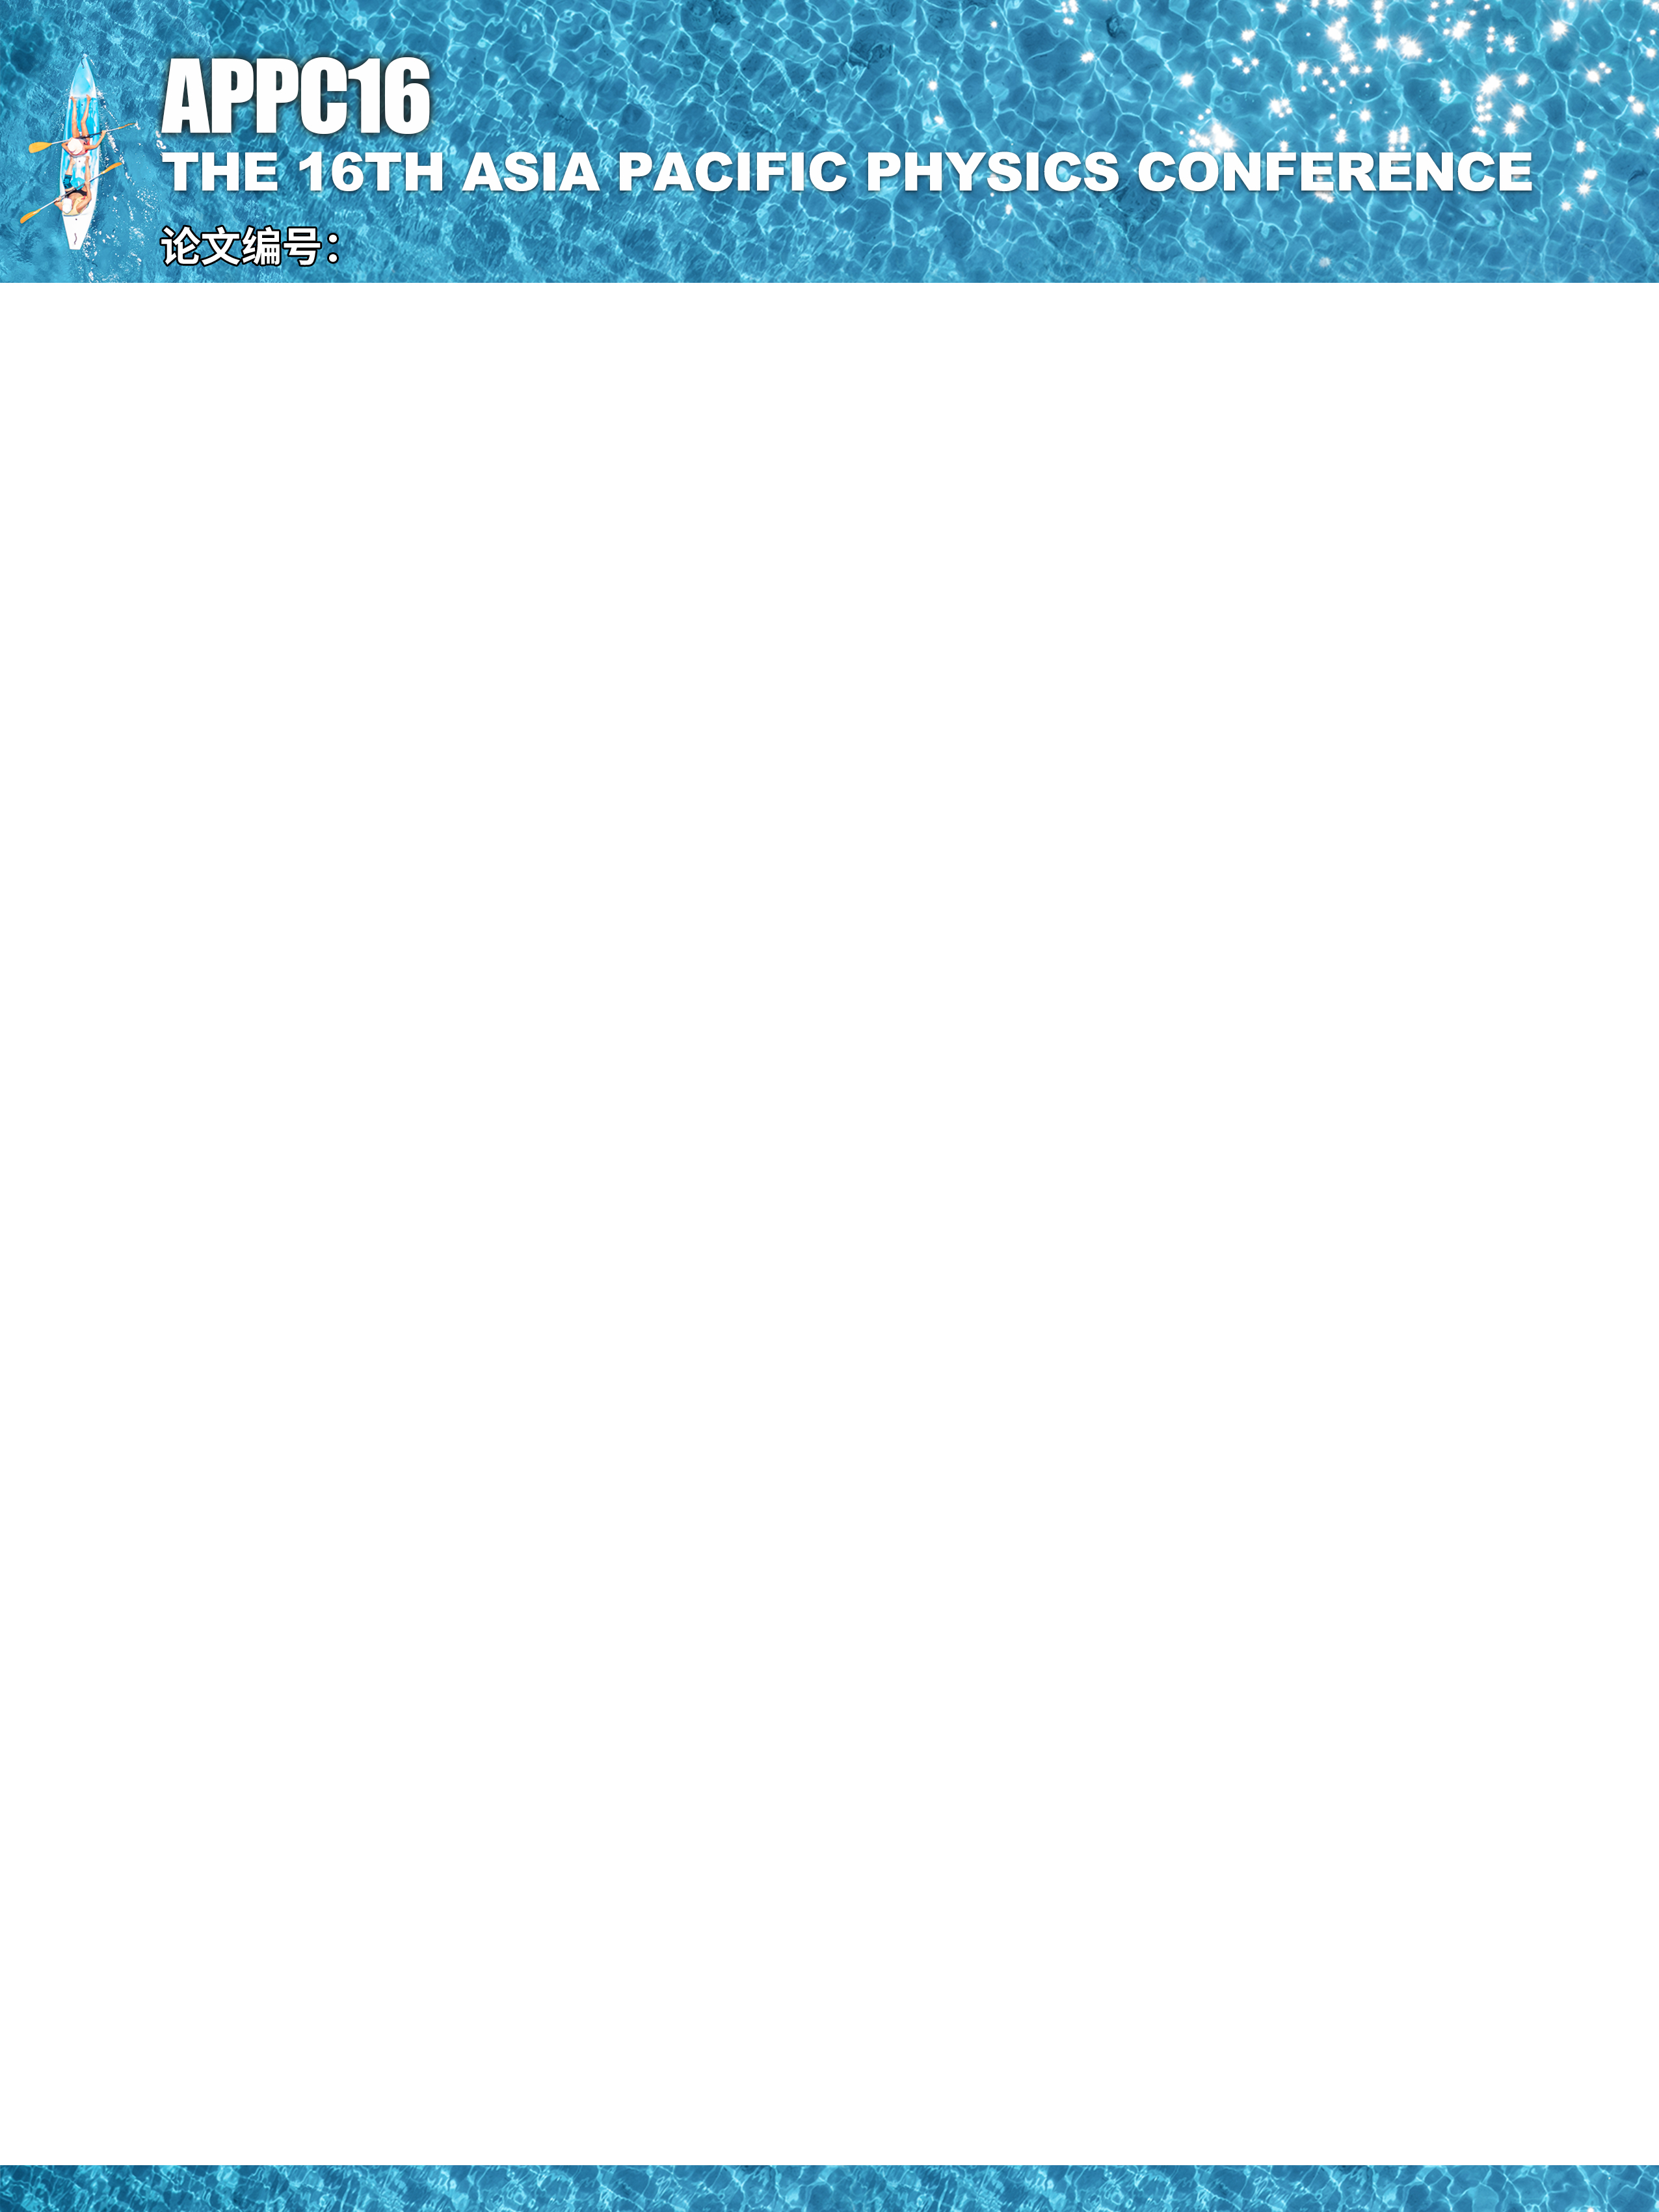 APPC16
THE 16TH ASIA PACIFIC PHYSICS CONFERENCE
论文编号：